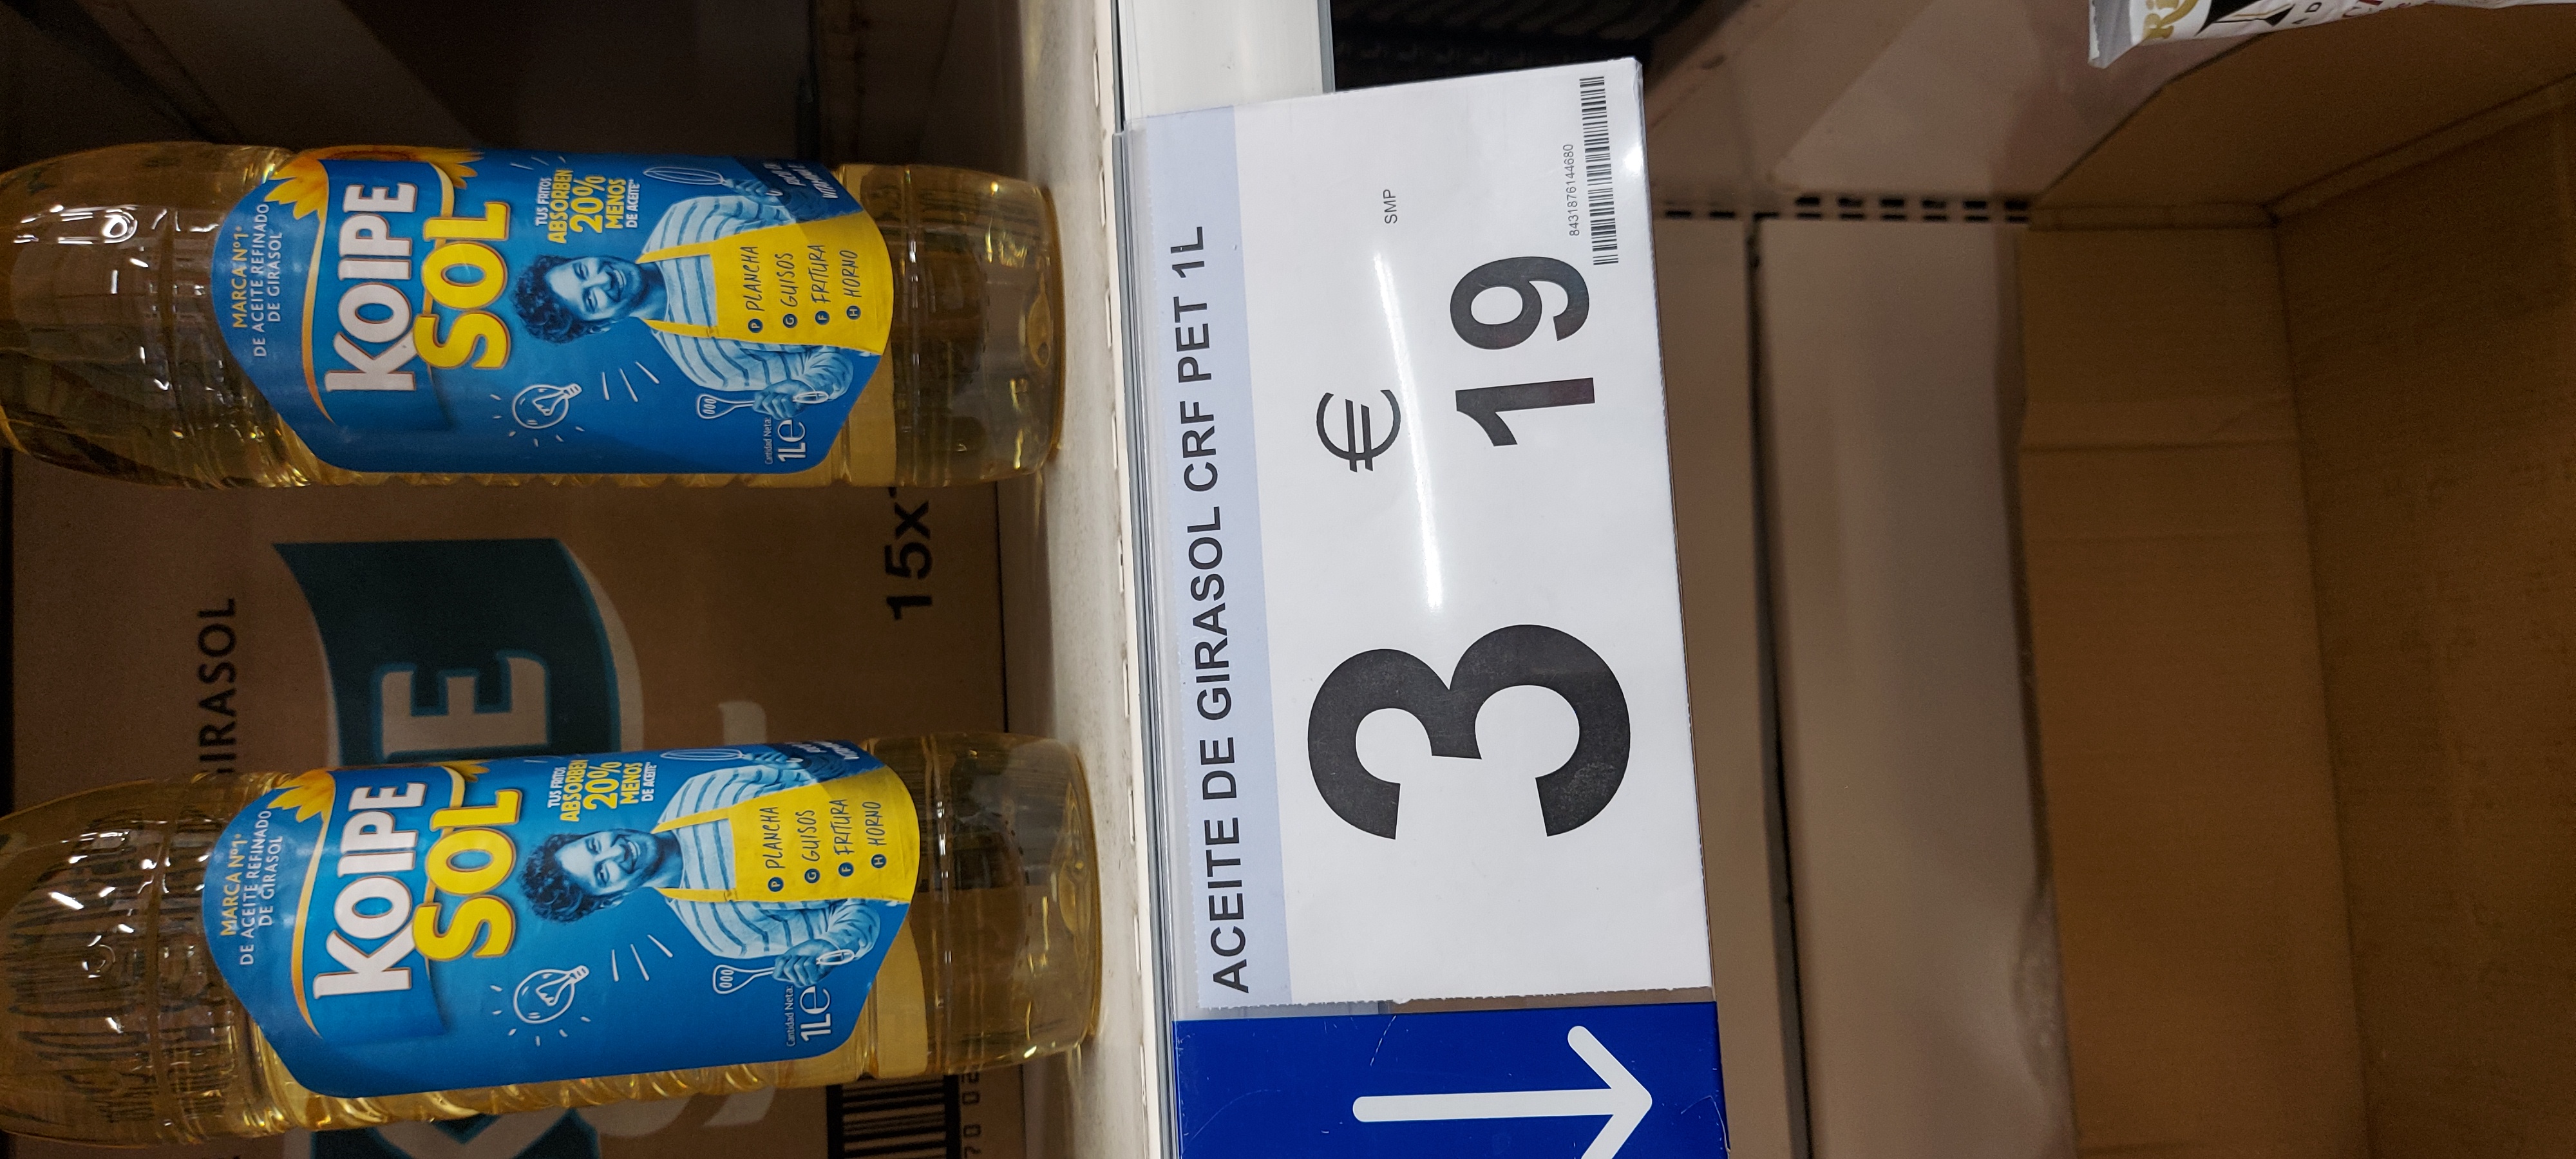 MARCA Nº1*
DE ACEITE REFINADO
DE GIRASOL
KOIPE
SOL
TUS FRITOS
ABSORBEN
20%
MENOS
DE ACEITE**
P PLANCHA
G GUISOS
F FRITURA
H HORNO
Cantidad Neta:
1Le
MARCA Nº1*
DE ACEITE REFINADO
DE GIRASOL
KOIPE
SOL
TUS FRITOS
ABSORBEN
20%
MENOS
DE ACEITE**
P PLANCHA
G GUISOS
F FRITURA
H HORNO
Cantidad Neta:
1Le
GIRASOL
15x
ACEITE DE GIRASOL CRF PET 1L
3 € 19
SMP
8431876144680